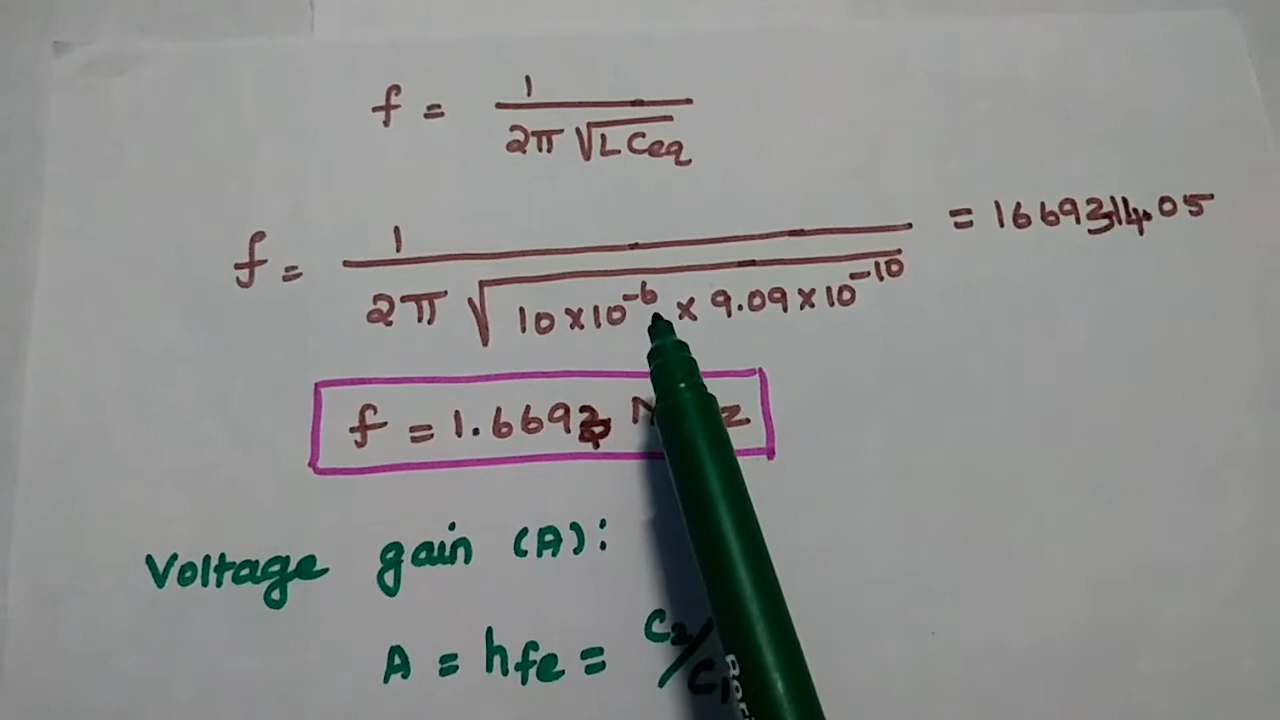 f = 1 / 2π √LCeq
f = 1 / 2π √10×10⁻⁶ × 9.09×10⁻¹⁰ = 1669314.05
f = 1.6693
Voltage gain (A):
A = hfe = C2/C1